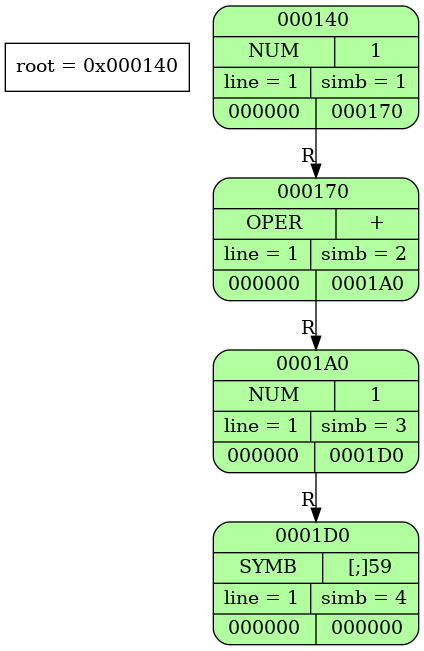 root = 0x000140
000140
NUM 1
line = 1 simb = 1
000000 000170
R
000170
OPER +
line = 1 simb = 2
000000 0001A0
R
0001A0
NUM 1
line = 1 simb = 3
000000 0001D0
R
0001D0
SYMB [;]59
line = 1 simb = 4
000000 000000